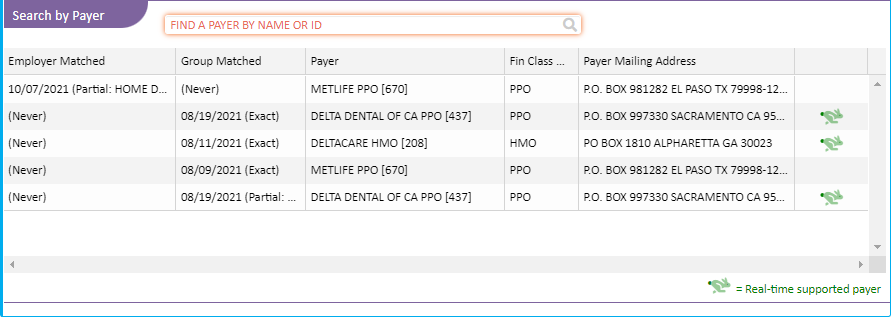 Search by Payer
FIND A PAYER BY NAME OR ID
Employer Matched Group Matched Payer Fin Class ... Payer Mailing Address
10/07/2021 (Partial: HOME D... (Never) METLIFE PPO [670] PPO P.O. BOX 981282 EL PASO TX 79998-12...
(Never) 08/19/2021 (Exact) DELTA DENTAL OF CA PPO [437] PPO P.O. BOX 997330 SACRAMENTO CA 95...
(Never) 08/11/2021 (Exact) DELTACARE HMO [208] HMO PO BOX 1810 ALPHARETTA GA 30023
(Never) 08/09/2021 (Exact) METLIFE PPO [670] PPO P.O. BOX 981282 EL PASO TX 79998-12...
(Never) 08/19/2021 (Partial: ... DELTA DENTAL OF CA PPO [437] PPO P.O. BOX 997330 SACRAMENTO CA 95...
= Real-time supported payer